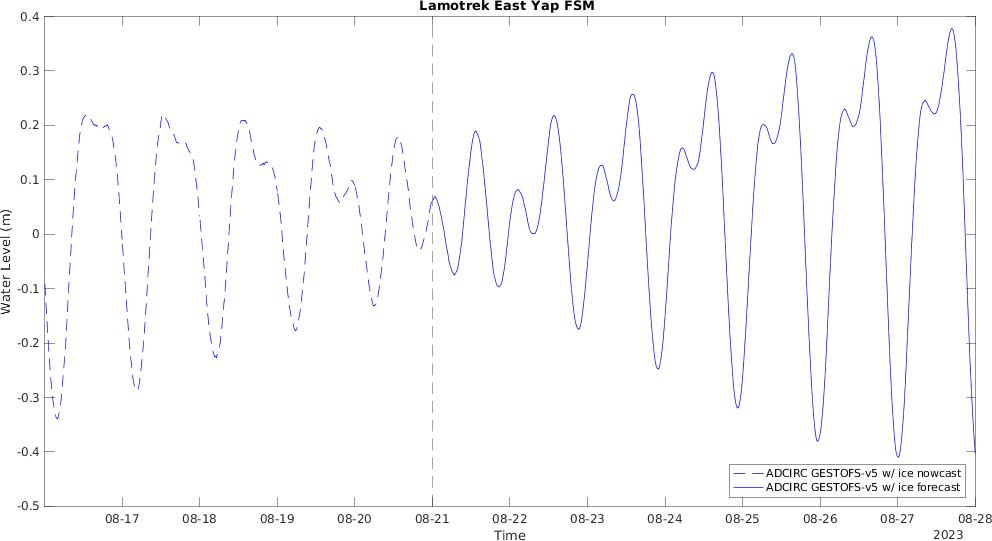 Lamotrek East Yap FSM
0.4
0.3
0.2
0.1
0
-0.1
-0.2
-0.3
-0.4
-0.5
Water Level (m)
ADCIRC GESTOFS-v5 w/ ice nowcast
ADCIRC GESTOFS-v5 w/ ice forecast
08-17 08-18 08-19 08-20 08-21 08-22 08-23 08-24 08-25 08-26 08-27 08-28
Time
2023